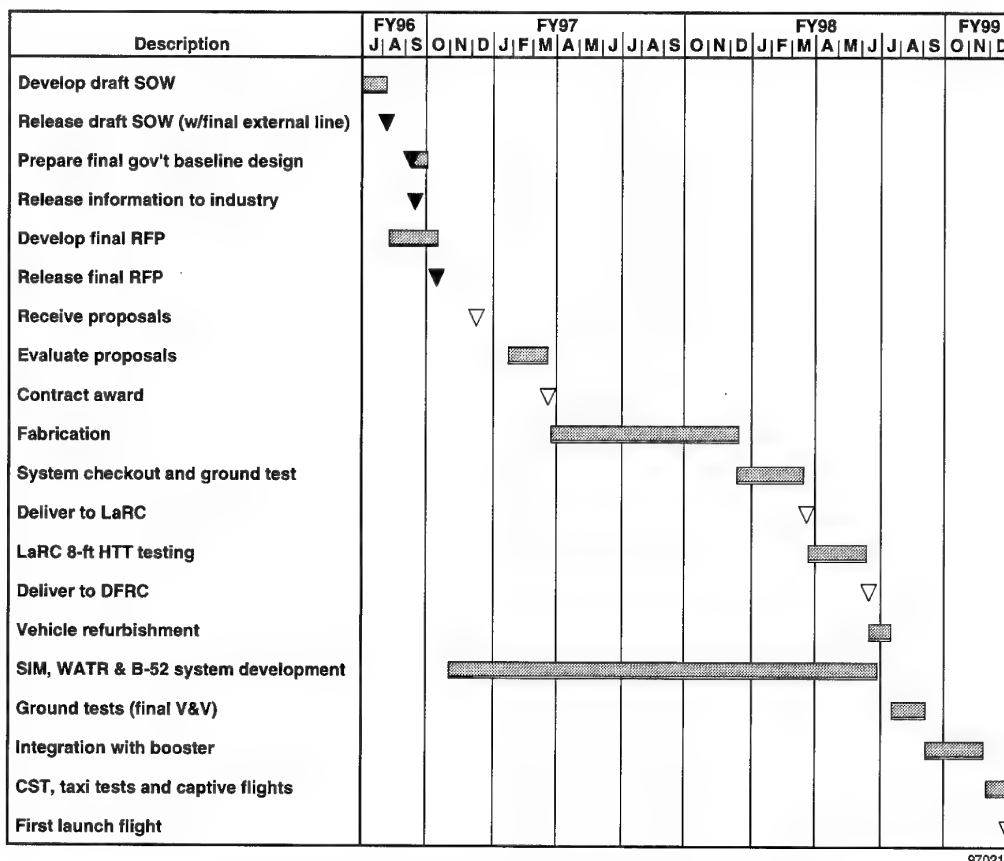 FY96 FY97 FY98 FY99
Description J A S O N D J F M A M J J A S O N D J F M A M J J A S O N D
Develop draft SOW
Release draft SOW (w/final external line)
Prepare final gov't baseline design
Release information to industry
Develop final RFP
Release final RFP
Receive proposals
Evaluate proposals
Contract award
Fabrication
System checkout and ground test
Deliver to LaRC
LaRC 8-ft HTT testing
Deliver to DFRC
Vehicle refurbishment
SIM, WATR & B-52 system development
Ground tests (final V&V)
Integration with booster
CST, taxi tests and captive flights
First launch flight
97021